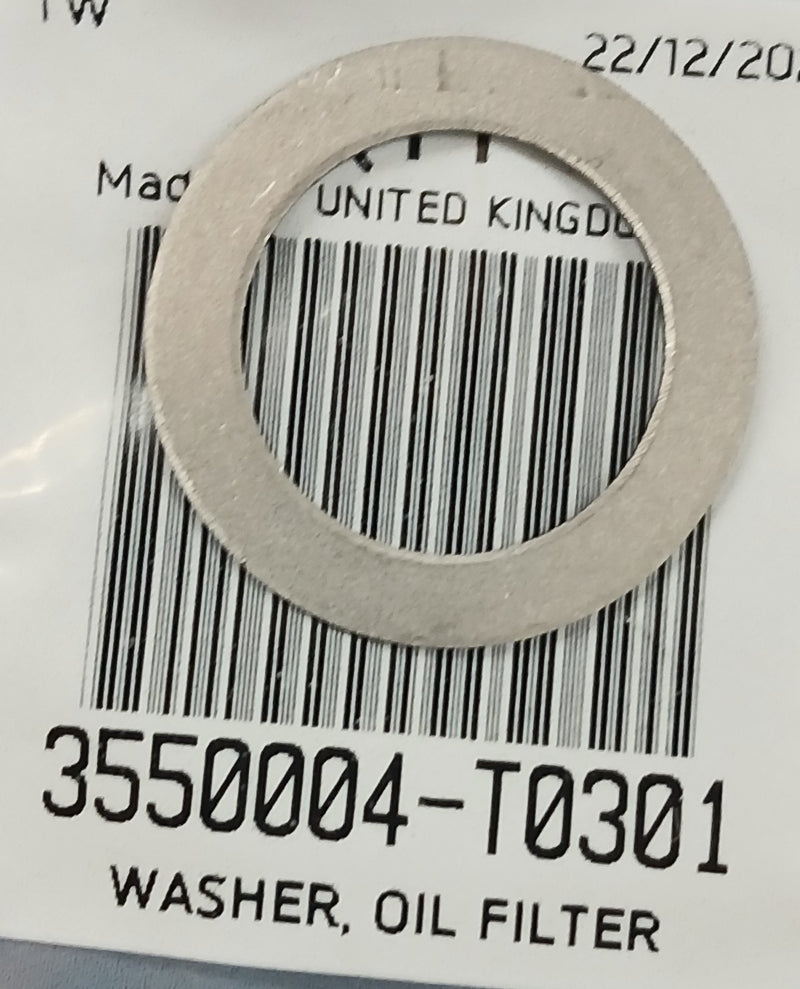 TW
22/12/20
Mad
UNITED KINGDO
3550004-T0301
WASHER, OIL FILTER